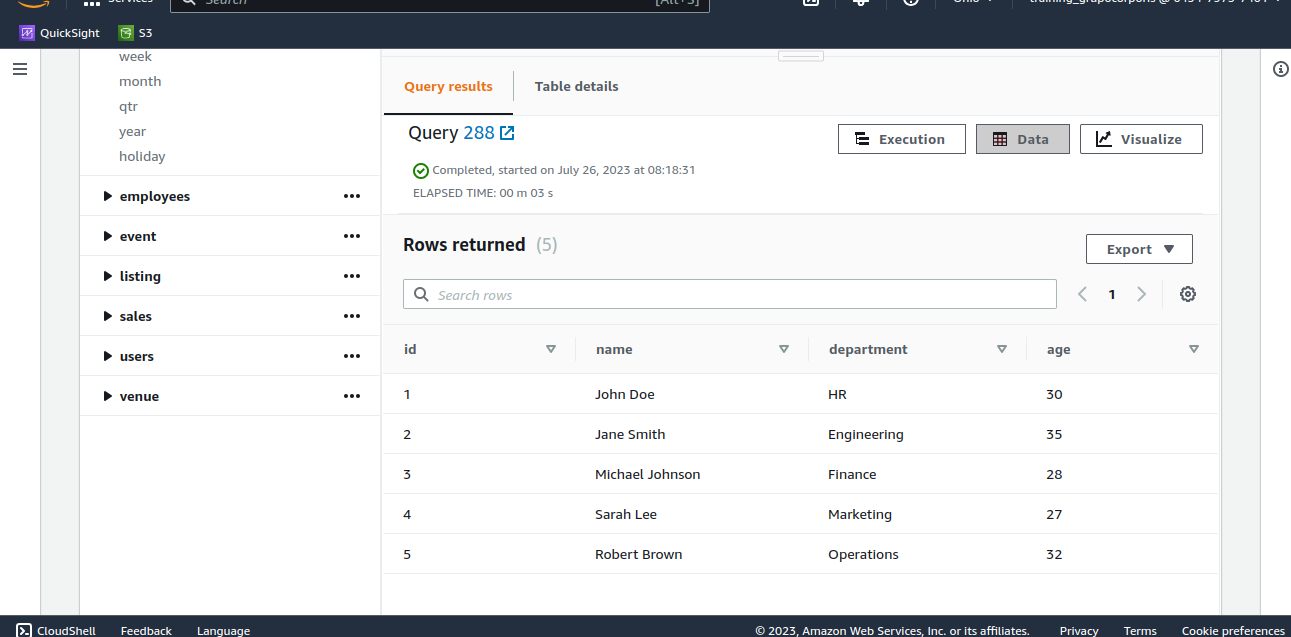 Services
Search
[Alt+S]
Ohio
QuickSight
S3
week
month
qtr
year
holiday
employees
event
listing
sales
users
venue
Query results
Table details
Query 288
Execution
Data
Visualize
Completed, started on July 26, 2023 at 08:18:31
ELAPSED TIME: 00 m 03 s
Rows returned (5)
Export
Search rows
1
id name department age
1 John Doe HR 30
2 Jane Smith Engineering 35
3 Michael Johnson Finance 28
4 Sarah Lee Marketing 27
5 Robert Brown Operations 32
CloudShell Feedback Language © 2023, Amazon Web Services, Inc. or its affiliates. Privacy Terms Cookie preferences